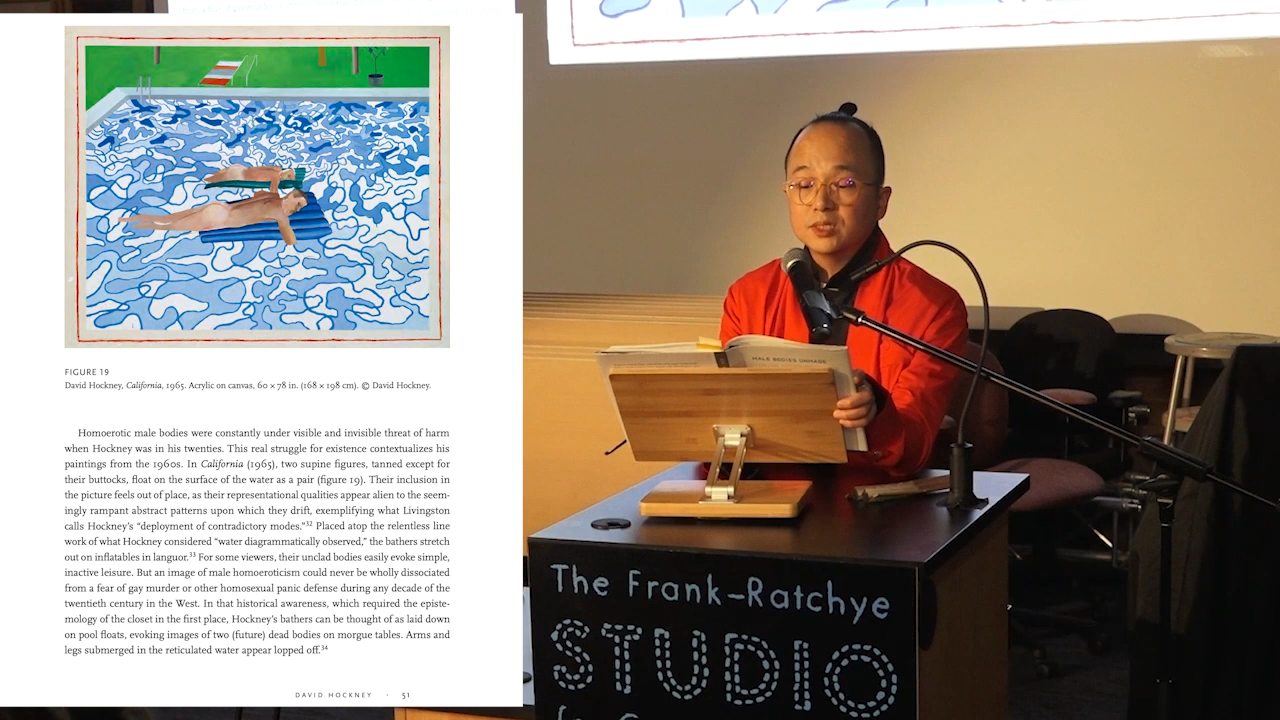 FIGURE 19
David Hockney, California, 1965. Acrylic on canvas, 60 × 78 in. (168 × 198 cm). © David Hockney.
Homoerotic male bodies were constantly under visible and invisible threat of harm
when Hockney was in his twenties. This real struggle for existence contextualizes his
paintings from the 1960s. In California (1965), two supine figures, tanned except for
their buttocks, float on the surface of the water as a pair (figure 19). Their inclusion in
the picture feels out of place, as their representational qualities appear alien to the seem-
ingly rampant abstract patterns upon which they drift, exemplifying what Livingston
calls Hockney's “deployment of contradictory modes.”32 Placed atop the relentless line
work of what Hockney considered “water diagrammatically observed,” the bathers stretch
out on inflatables in languor.33 For some viewers, their unclad bodies easily evoke simple,
inactive leisure. But an image of male homoeroticism could never be wholly dissociated
from a fear of gay murder or other homosexual panic defense during any decade of the
twentieth century in the West. In that historical awareness, which required the episte-
mology of the closet in the first place, Hockney's bathers can be thought of as laid down
on pool floats, evoking images of two (future) dead bodies on morgue tables. Arms and
legs submerged in the reticulated water appear lopped off.34
DAVID HOCKNEY · 51
MALE BODIES UNMADE
The Frank-Ratchye
STUDIO